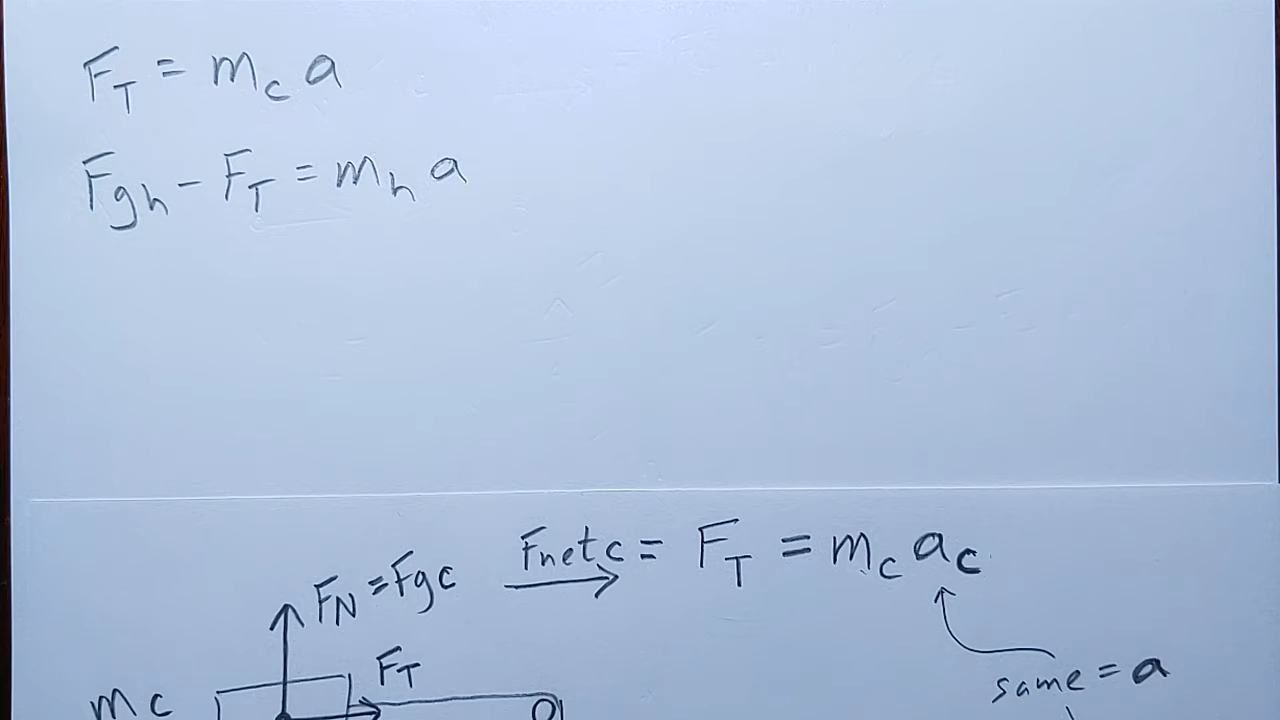 F_T = m_c a
F_gh - F_T = m_h a
F_N = F_gc
F_net c = F_T = m_c a_c
F_T
same = a
m_c